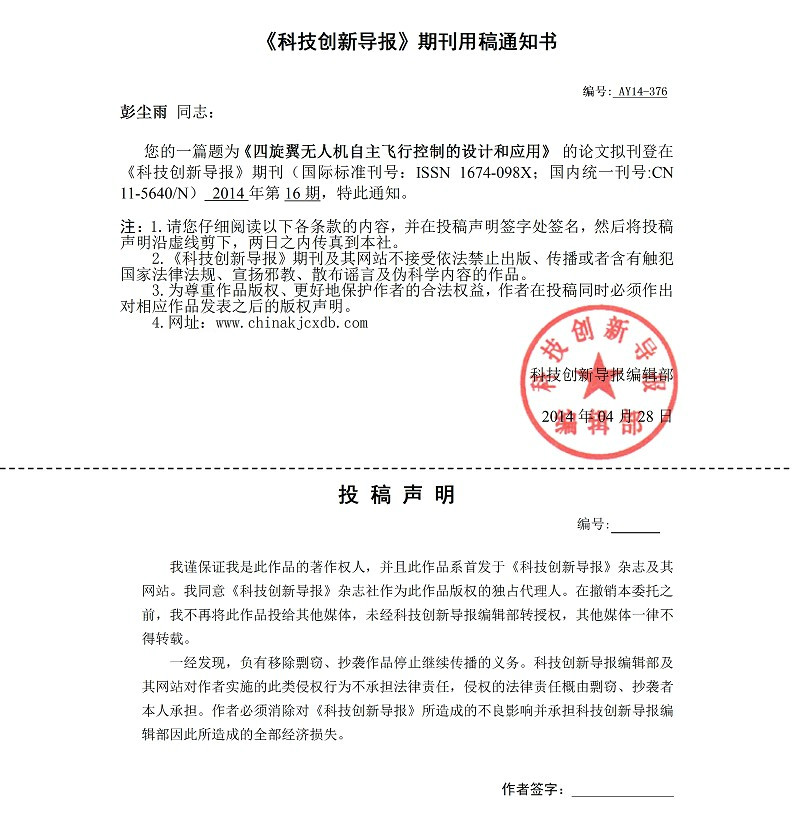 《科技创新导报》期刊用稿通知书
编号: AY14-376
彭尘雨 同志：
您的一篇题为《四旋翼无人机自主飞行控制的设计和应用》 的论文拟刊登在
《科技创新导报》期刊（国际标准刊号：ISSN 1674-098X；国内统一刊号:CN
11-5640/N） 2014 年第 16 期，特此通知。
注：1.请您仔细阅读以下各条款的内容，并在投稿声明签字处签名，然后将投稿
声明沿虚线剪下，两日之内传真到本社。
2.《科技创新导报》期刊及其网站不接受依法禁止出版、传播或者含有触犯
国家法律法规、宣扬邪教、散布谣言及伪科学内容的作品。
3.为尊重作品版权、更好地保护作者的合法权益，作者在投稿同时必须作出
对相应作品发表之后的版权声明。
4.网址：www.chinakjcxdb.com
科技创新导报
科技创新导报编辑部
2014 年 04 月 28 日
编辑部
投 稿 声 明
编号:
我谨保证我是此作品的著作权人，并且此作品系首发于《科技创新导报》杂志及其
网站。我同意《科技创新导报》杂志社作为此作品版权的独占代理人。在撤销本委托之
前，我不再将此作品投给其他媒体，未经科技创新导报编辑部转授权，其他媒体一律不
得转载。
一经发现，负有移除剽窃、抄袭作品停止继续传播的义务。科技创新导报编辑部及
其网站对作者实施的此类侵权行为不承担法律责任，侵权的法律责任概由剽窃、抄袭者
本人承担。作者必须消除对《科技创新导报》所造成的不良影响并承担科技创新导报编
辑部因此所造成的全部经济损失。
作者签字：